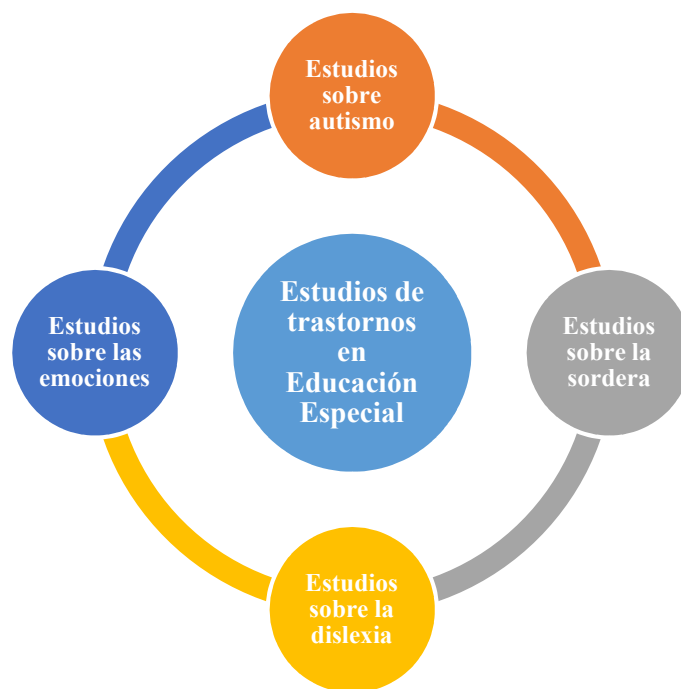 Estudios
sobre
autismo
Estudios de
trastornos
en
Educación
Especial
Estudios
sobre las
emociones
Estudios
sobre la
sordera
Estudios
sobre la
dislexia